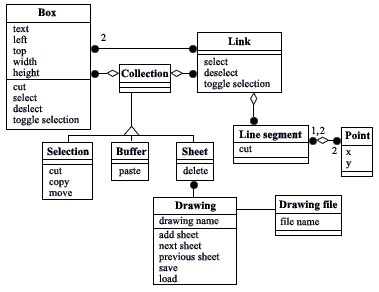 Box
text
left
top
width
height
cut
select
deslect
toggle selection
2
Link
select
deselect
toggle selection
Collection
Line segment
cut
1,2
2
Point
x
y
Selection
cut
copy
move
Buffer
paste
Sheet
delete
Drawing
drawing name
add sheet
next sheet
previous sheet
save
load
Drawing file
file name